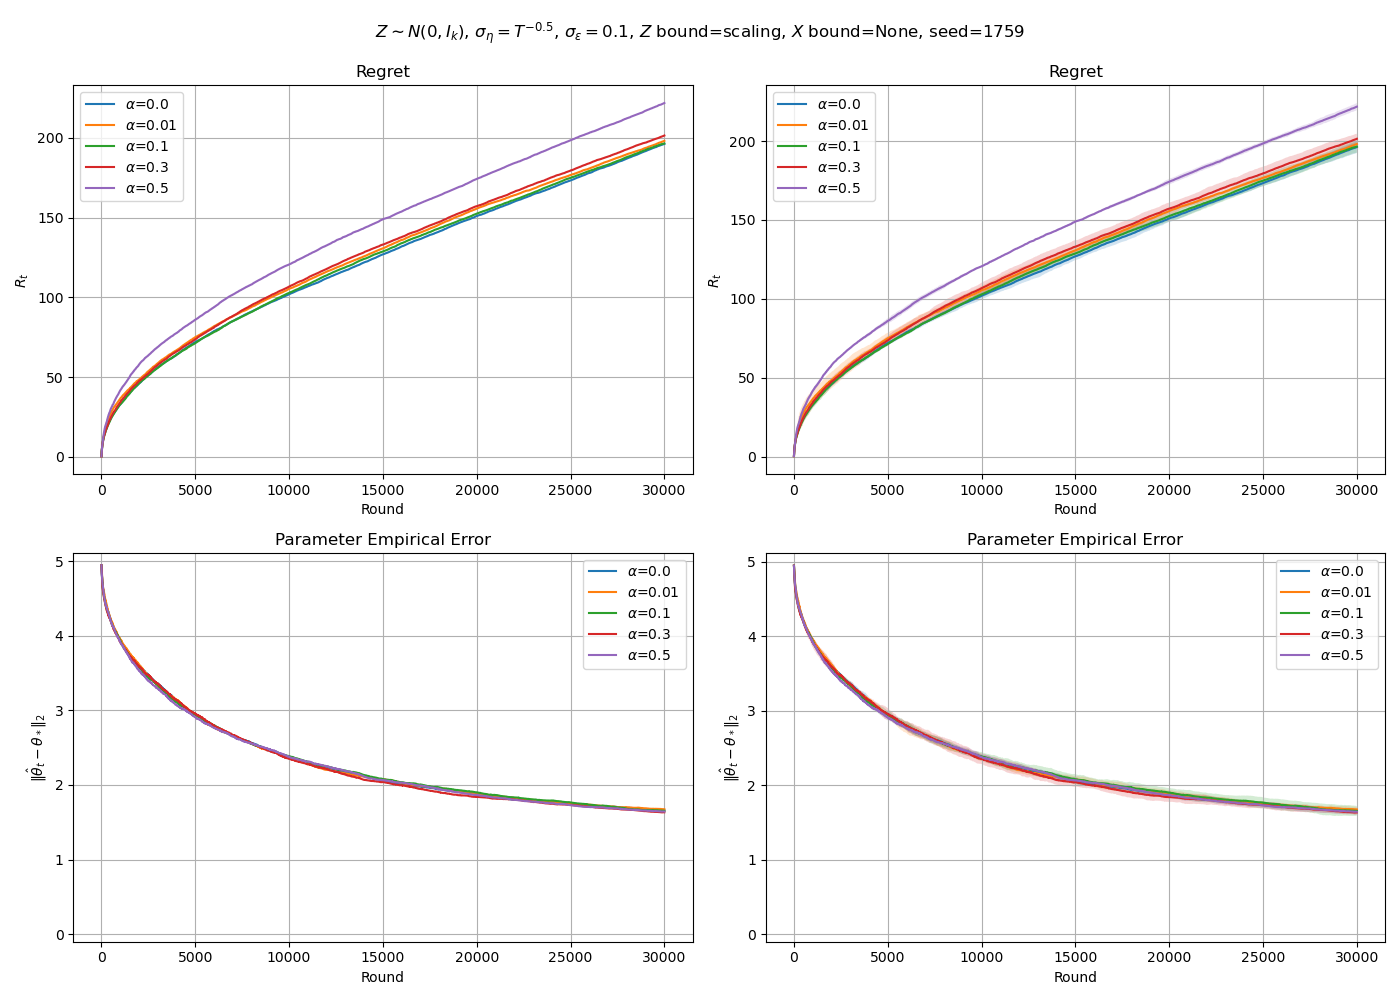 Z ∼ N(0, I_k), σ_η = T^{−0.5}, σ_ε = 0.1, Z bound=scaling, X bound=None, seed=1759
Regret
α=0.0
α=0.01
α=0.1
α=0.3
α=0.5
200
150
100
50
0
R_t
0 5000 10000 15000 20000 25000 30000
Round
Regret
α=0.0
α=0.01
α=0.1
α=0.3
α=0.5
200
150
100
50
0
R_t
0 5000 10000 15000 20000 25000 30000
Round
Parameter Empirical Error
α=0.0
α=0.01
α=0.1
α=0.3
α=0.5
5
4
3
2
1
0
‖θ̂_t − θ_*‖_2
0 5000 10000 15000 20000 25000 30000
Round
Parameter Empirical Error
α=0.0
α=0.01
α=0.1
α=0.3
α=0.5
5
4
3
2
1
0
‖θ̂_t − θ_*‖_2
0 5000 10000 15000 20000 25000 30000
Round